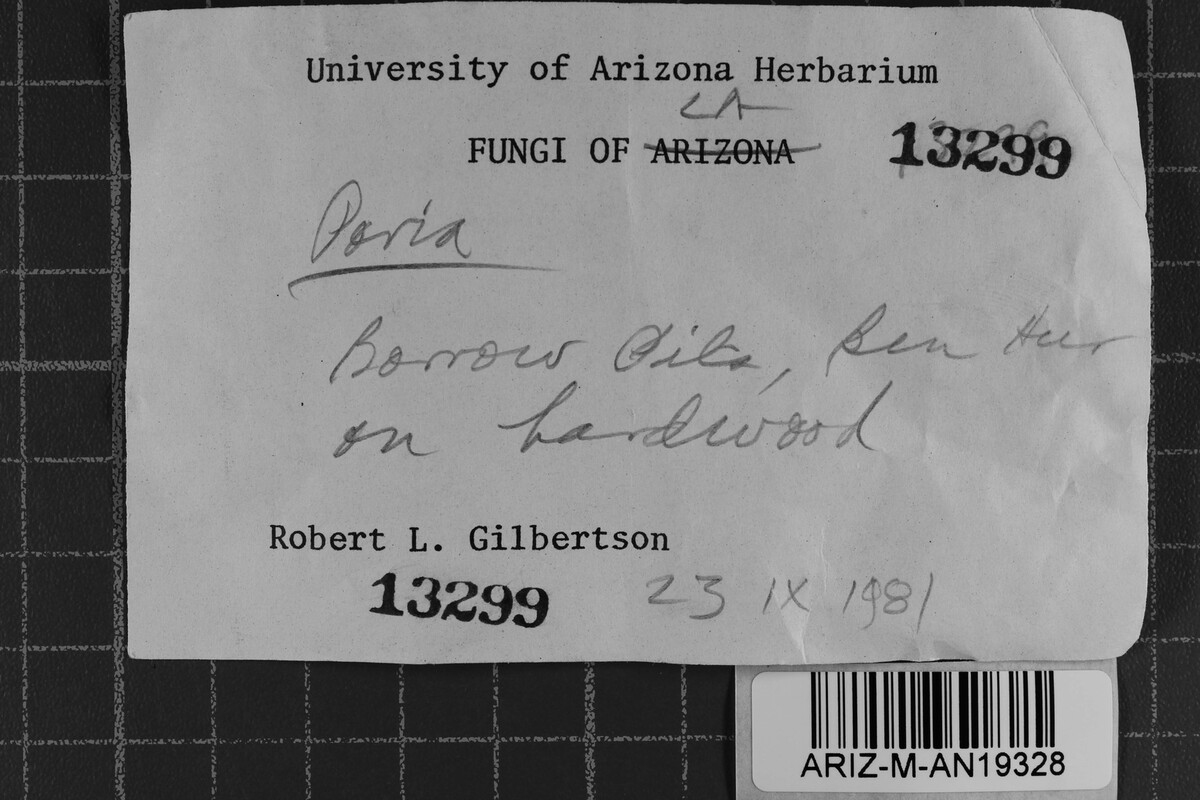 University of Arizona Herbarium
LA
FUNGI OF ARIZONA 13299
Poria
Borrow Pits, Ben Hur
on hardwood
Robert L. Gilbertson
13299 23 IX 1981
ARIZ-M-AN19328